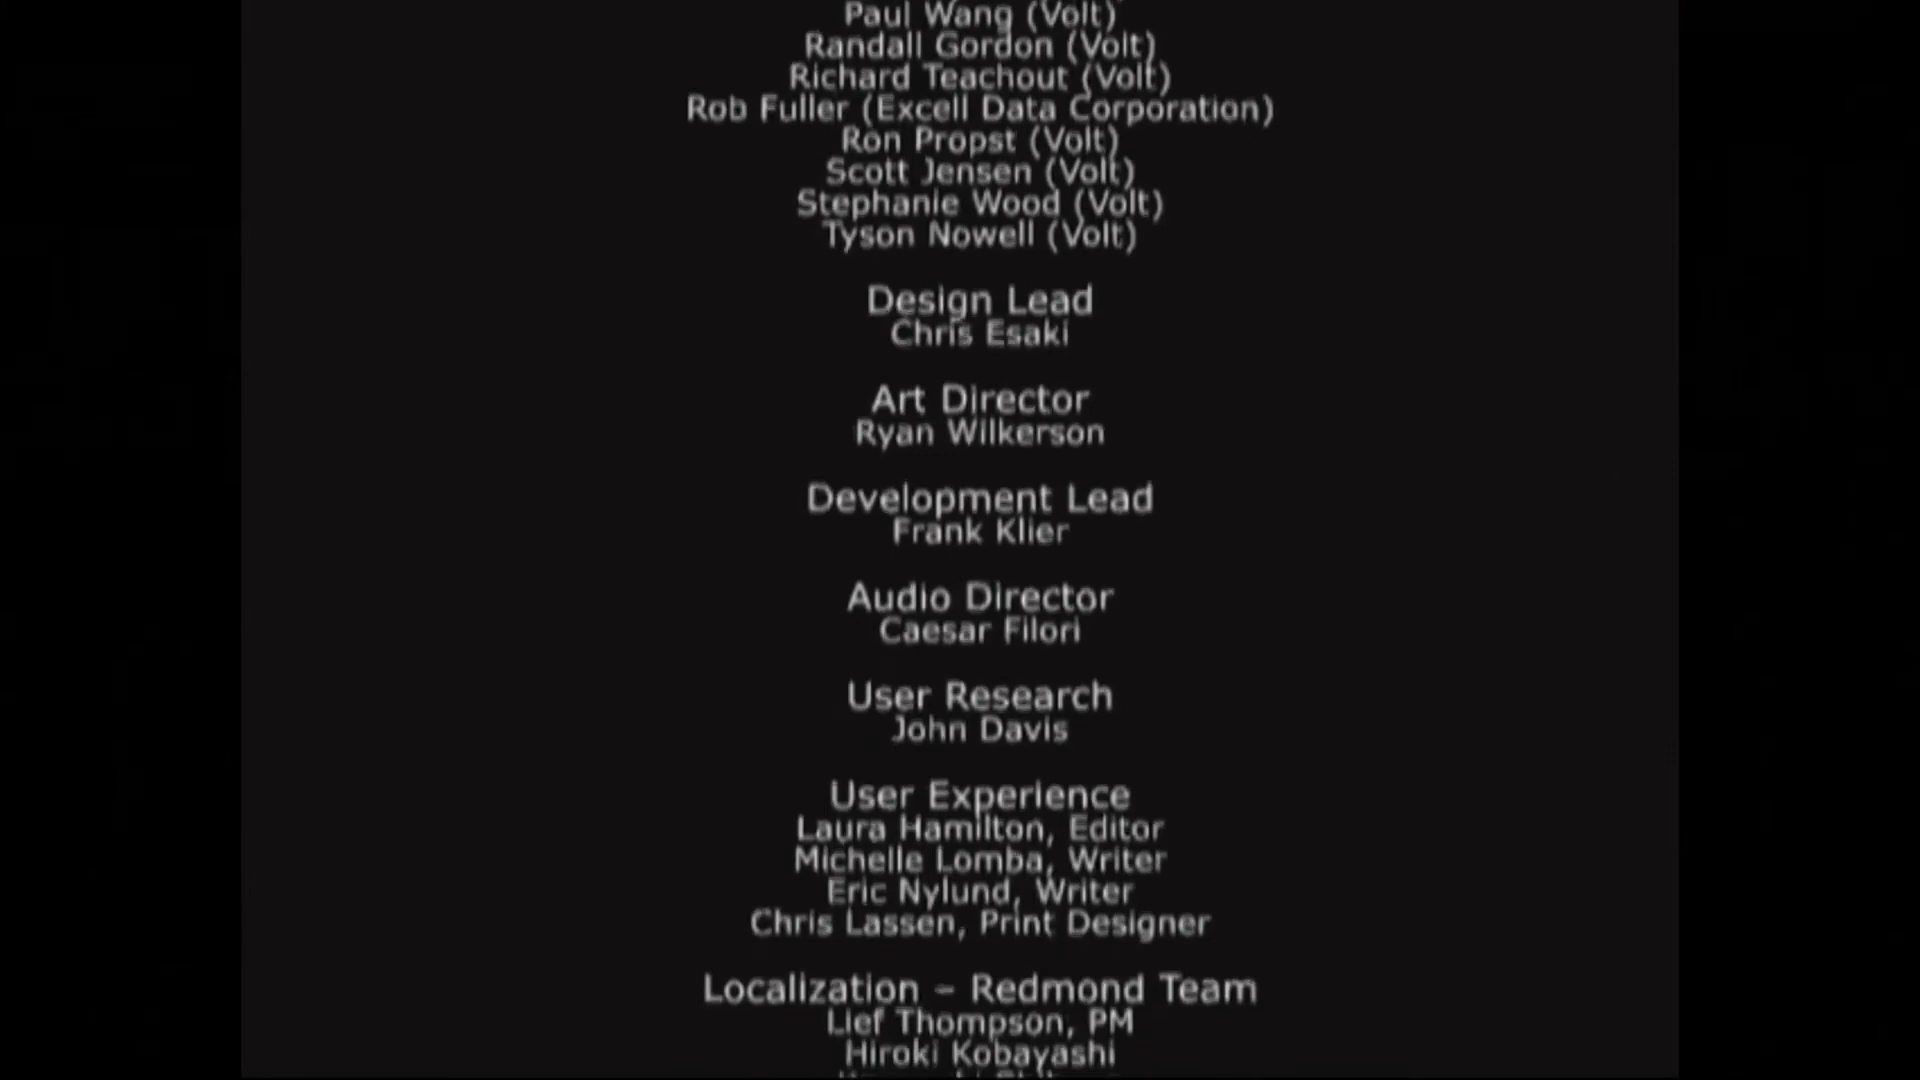 Paul Wang (Volt)
Randall Gordon (Volt)
Richard Teachout (Volt)
Rob Fuller (Excell Data Corporation)
Ron Propst (Volt)
Scott Jensen (Volt)
Stephanie Wood (Volt)
Tyson Nowell (Volt)
Design Lead
Chris Esaki
Art Director
Ryan Wilkerson
Development Lead
Frank Klier
Audio Director
Caesar Filori
User Research
John Davis
User Experience
Laura Hamilton, Editor
Michelle Lomba, Writer
Eric Nylund, Writer
Chris Lassen, Print Designer
Localization – Redmond Team
Lief Thompson, PM
Hiroki Kobayashi